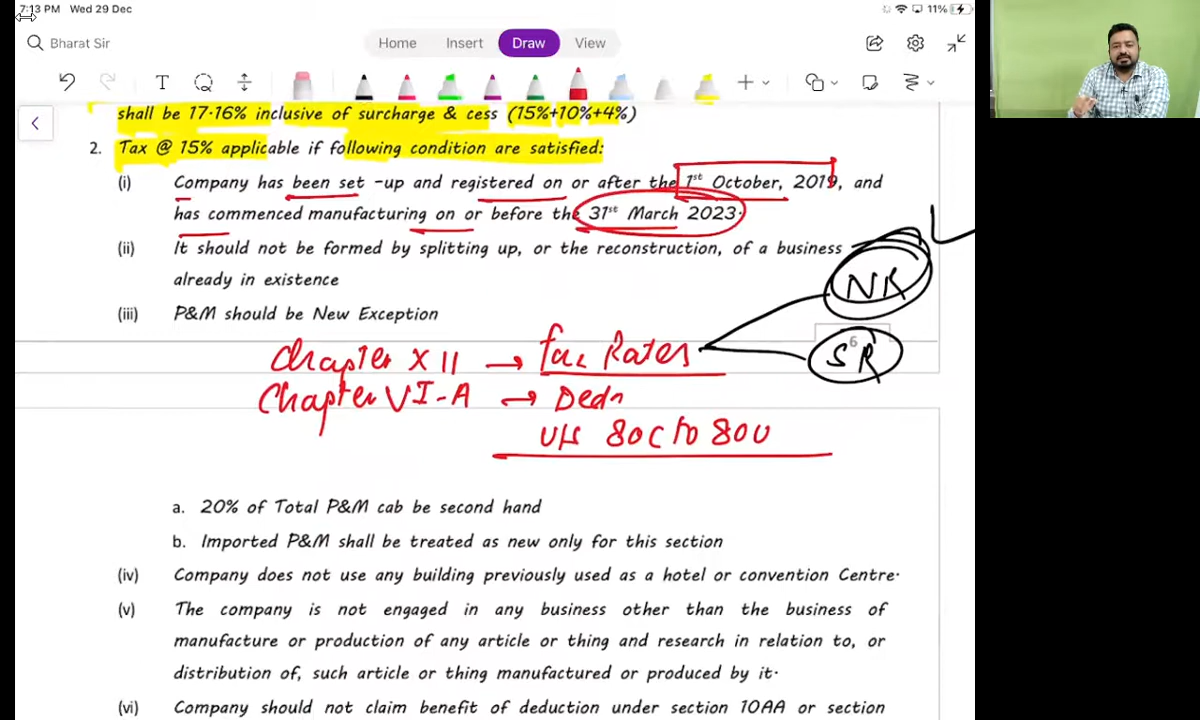 7:13 PM Wed 29 Dec
11%
Bharat Sir
Home Insert Draw View
shall be 17.16% inclusive of surcharge & cess (15%+10%+4%)
2. Tax @ 15% applicable if following condition are satisfied:
(i) Company has been set -up and registered on or after the 1st October, 2019, and
has commenced manufacturing on or before the 31st March 2023.
(ii) It should not be formed by splitting up, or the reconstruction, of a business
already in existence
NR
(iii) P&M should be New Exception
6
SR
Chapter XII → Tax Rates
Chapter VI-A → Dedn
U/s 80C to 80U
a. 20% of Total P&M cab be second hand
b. Imported P&M shall be treated as new only for this section
(iv) Company does not use any building previously used as a hotel or convention Centre.
(v) The company is not engaged in any business other than the business of
manufacture or production of any article or thing and research in relation to, or
distribution of, such article or thing manufactured or produced by it.
(vi) Company should not claim benefit of deduction under section 10AA or section